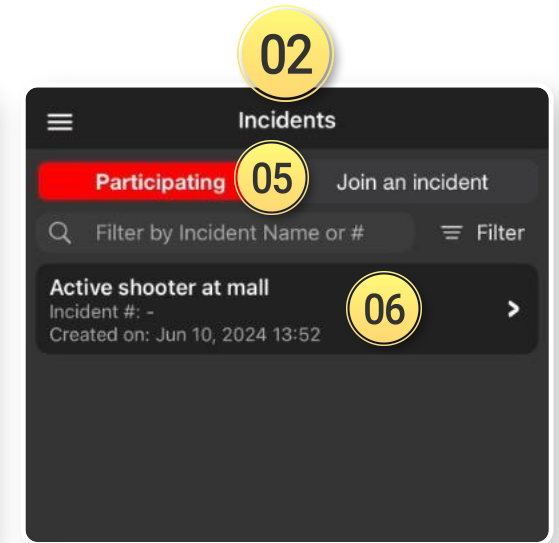 02
Incidents
Participating 05 Join an incident
Filter by Incident Name or # Filter
Active shooter at mall
Incident #: -
06
Created on: Jun 10, 2024 13:52